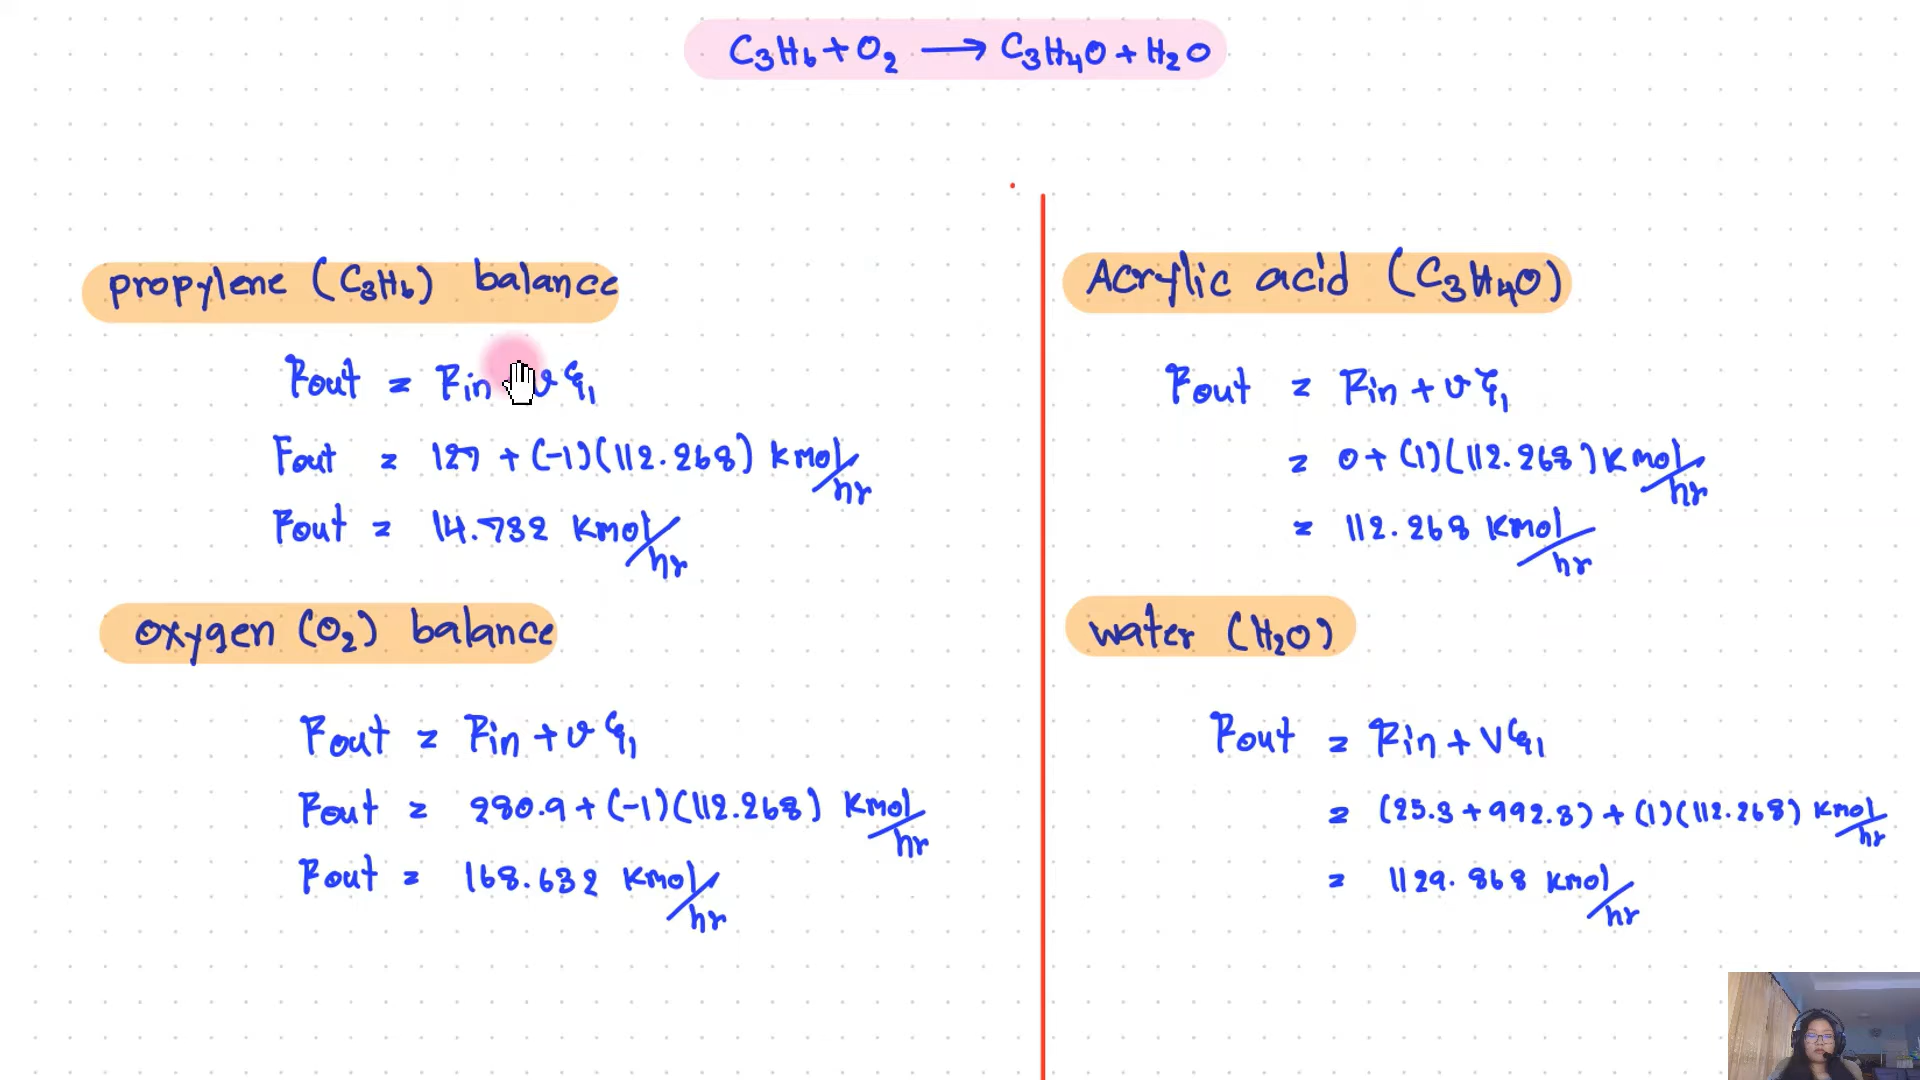 C3H6 + O2 → C3H4O + H2O
propylene (C3H6) balance
Fout = Fin + νξ1
Fout = 127 + (-1)(112.268) Kmol/hr
Fout = 14.732 Kmol/hr
oxygen (O2) balance
Fout = Fin + νξ1
Fout = 280.9 + (-1)(112.268) Kmol/hr
Fout = 168.632 Kmol/hr
Acrylic acid (C3H4O)
Fout = Fin + νξ1
= 0 + (1)(112.268) Kmol/hr
= 112.268 Kmol/hr
water (H2O)
Fout = Fin + νξ1
= (25.3 + 992.3) + (1)(112.268) Kmol/hr
= 1129.868 Kmol/hr